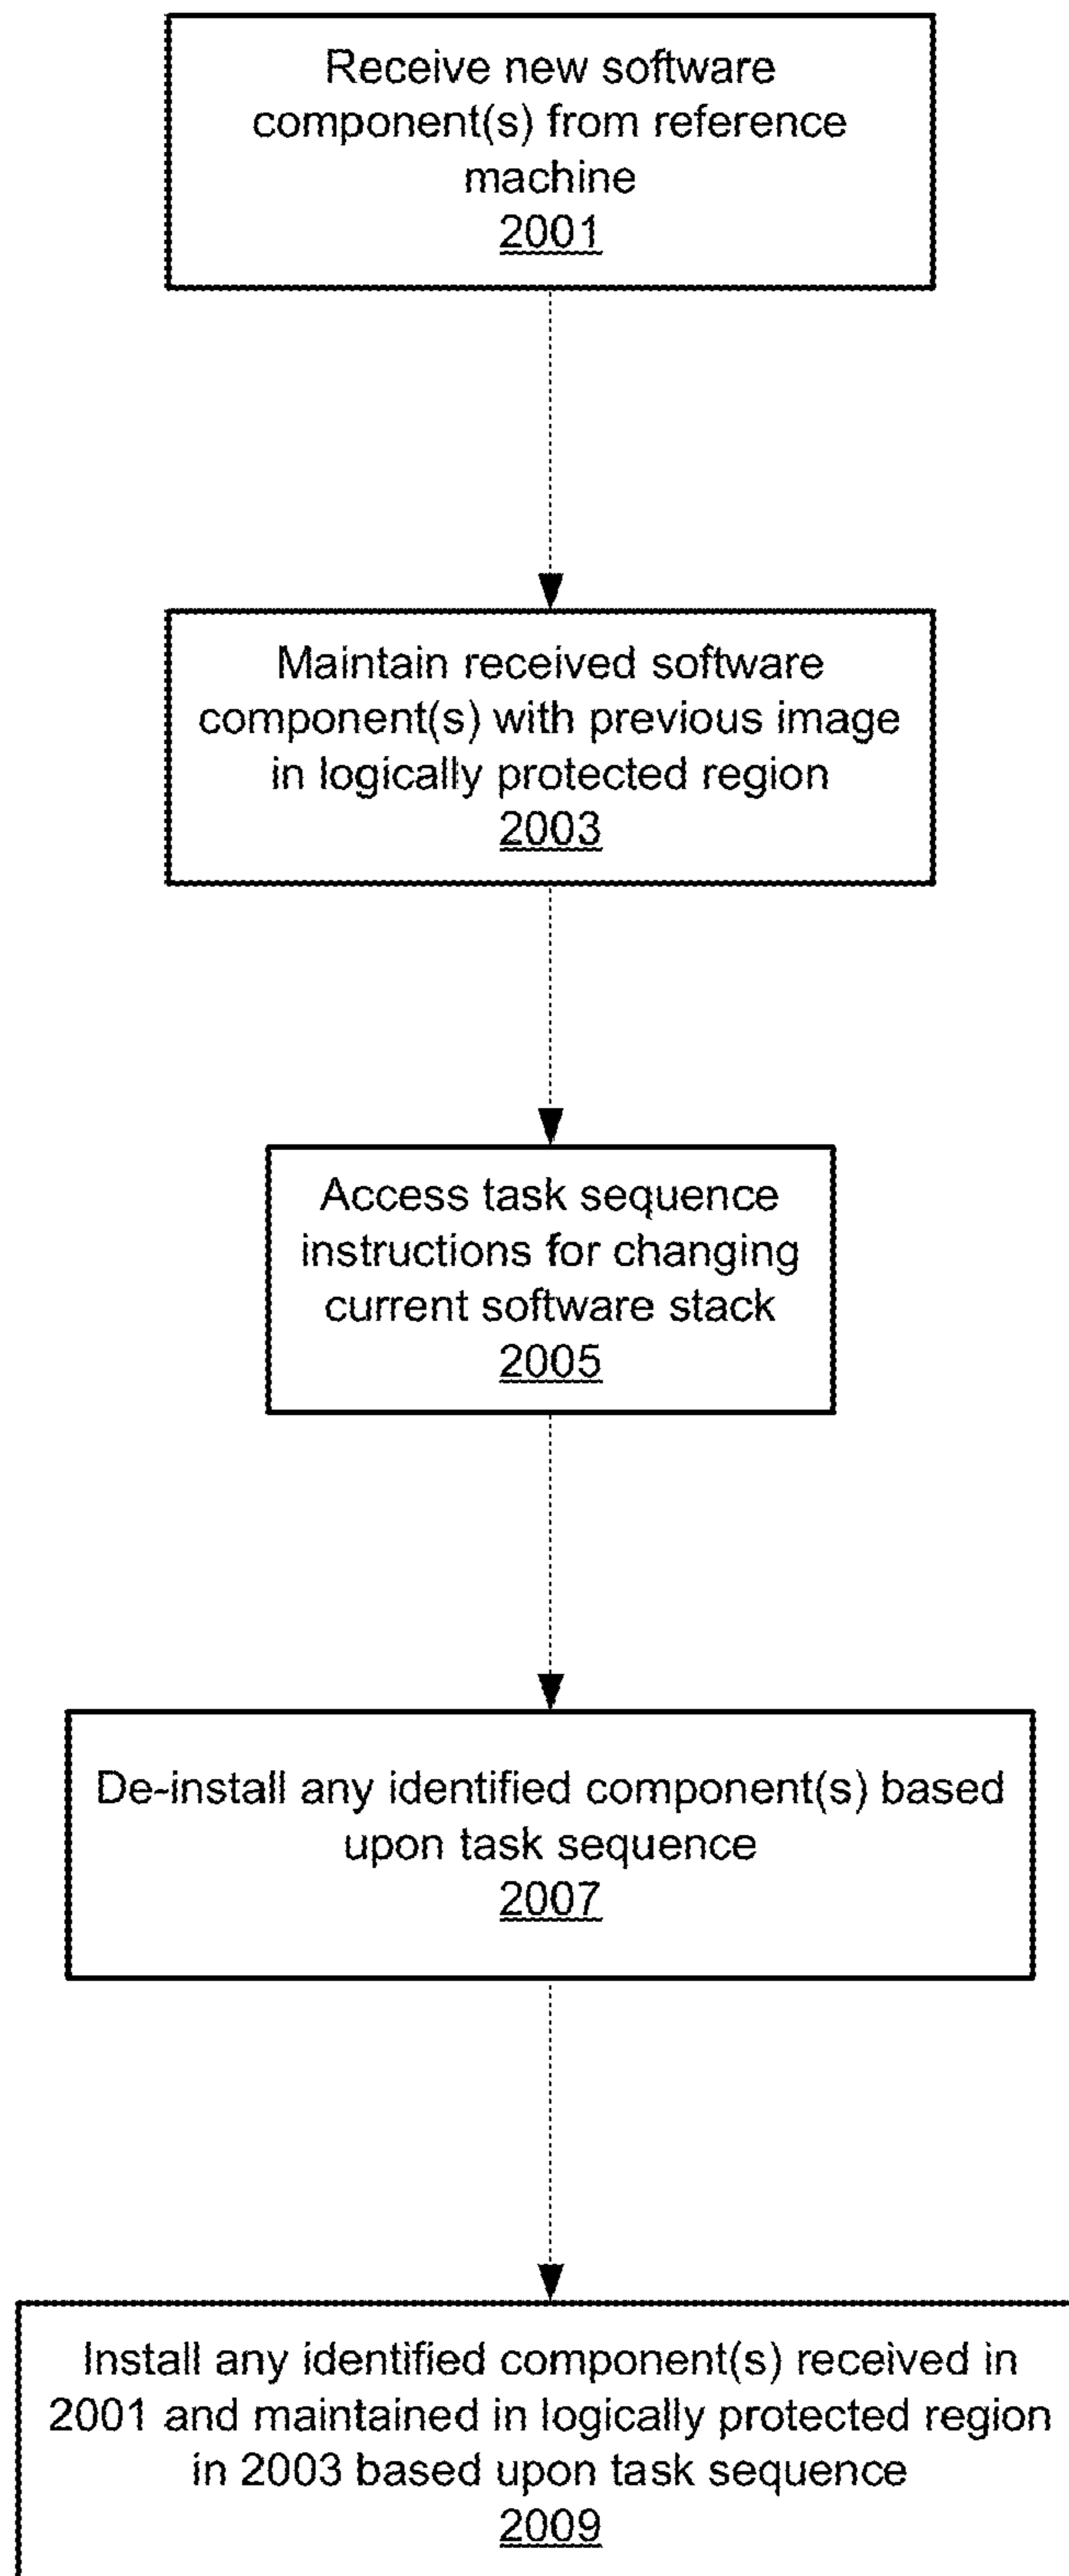 Receive new software
component(s) from reference
machine
2001
Maintain received software
component(s) with previous image
in logically protected region
2003
Access task sequence
instructions for changing
current software stack
2005
De-install any identified component(s) based
upon task sequence
2007
Install any identified component(s) received in
2001 and maintained in logically protected region
in 2003 based upon task sequence
2009